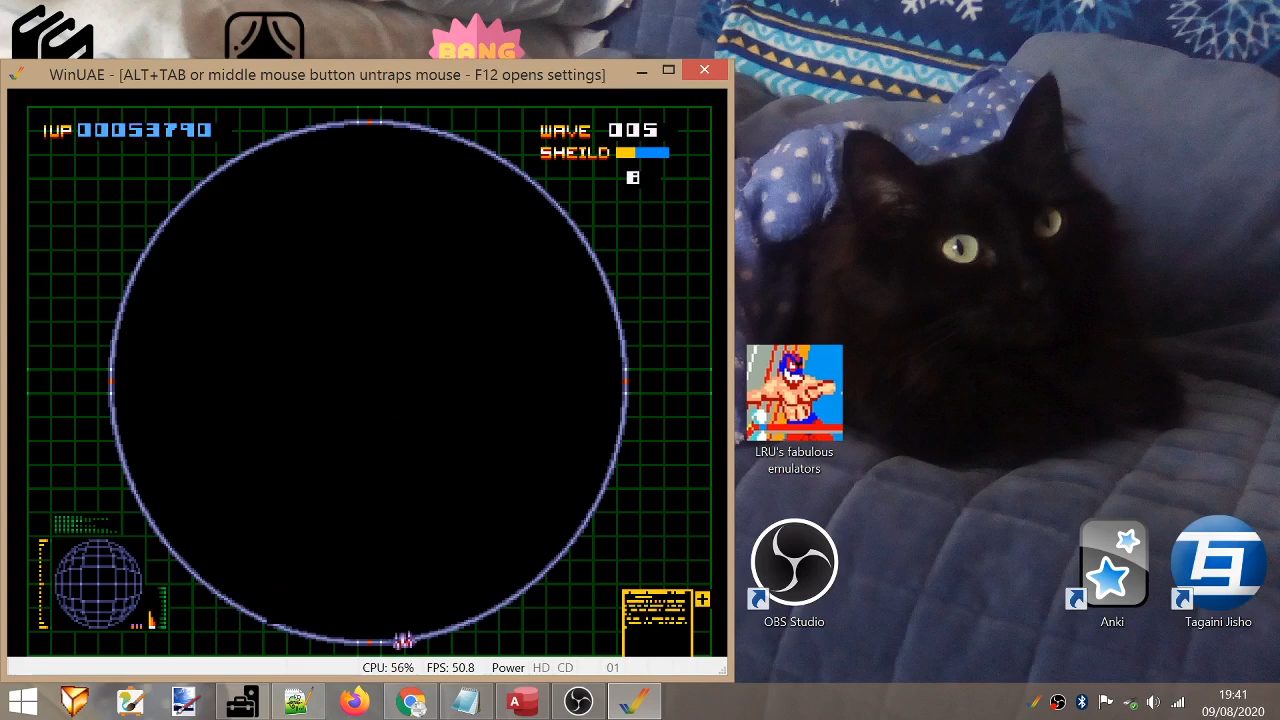 BANG
WinUAE - [ALT+TAB or middle mouse button untraps mouse - F12 opens settings]
1UP 00053790
WAVE 005
SHEILD
LRU's fabulous
emulators
OBS Studio
Anki
互
Tagaini Jisho
CPU: 56% FPS: 50.8 Power HD CD 01
A
19:41
09/08/2020